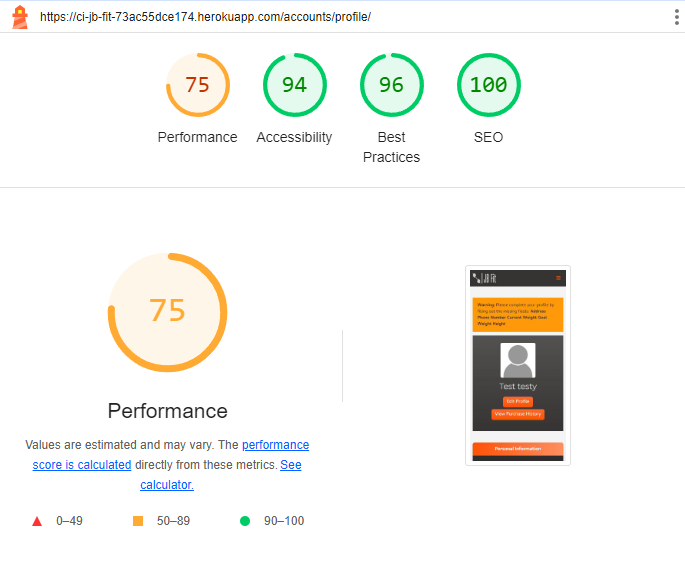 https://ci-jb-fit-73ac55dce174.herokuapp.com/accounts/profile/
75
94
96
100
Performance
Accessibility
Best
Practices
SEO
75
Performance
Values are estimated and may vary. The performance
score is calculated directly from these metrics. See
calculator.
0–49
50–89
90–100
JB Fit
Warning: Please complete your profile by
filling out the missing fields: Address
Phone Number Current Weight Goal
Weight Height
Test testy
Edit Profile
View Purchase History
Personal Information